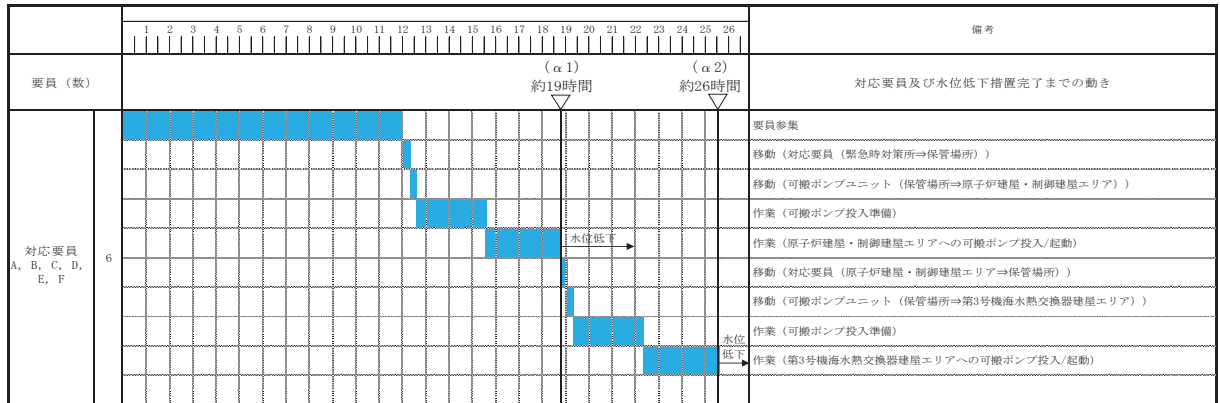 1 2 3 4 5 6 7 8 9 10 11 12 13 14 15 16 17 18 19 20 21 22 23 24 25 26
備考
要員（数）
（α1）
約19時間
（α2）
約26時間
対応要員及び水位低下措置完了までの動き
対応要員
A, B, C, D,
E, F
6
要員参集
移動（対応要員（緊急時対策所⇒保管場所））
移動（可搬ポンプユニット（保管場所⇒原子炉建屋・制御建屋エリア））
作業（可搬ポンプ投入準備）
水位低下
作業（原子炉建屋・制御建屋エリアへの可搬ポンプ投入/起動）
移動（対応要員（原子炉建屋・制御建屋エリア⇒保管場所））
移動（可搬ポンプユニット（保管場所⇒第3号機海水熱交換器建屋エリア））
作業（可搬ポンプ投入準備）
水位
低下
作業（第3号機海水熱交換器建屋エリアへの可搬ポンプ投入/起動）